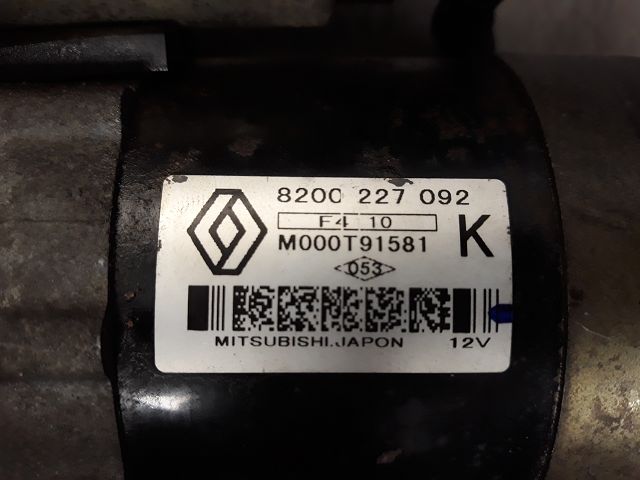 8200 227 092
F4 10
M000T91581 K
053
MITSUBISHI.JAPON 12V